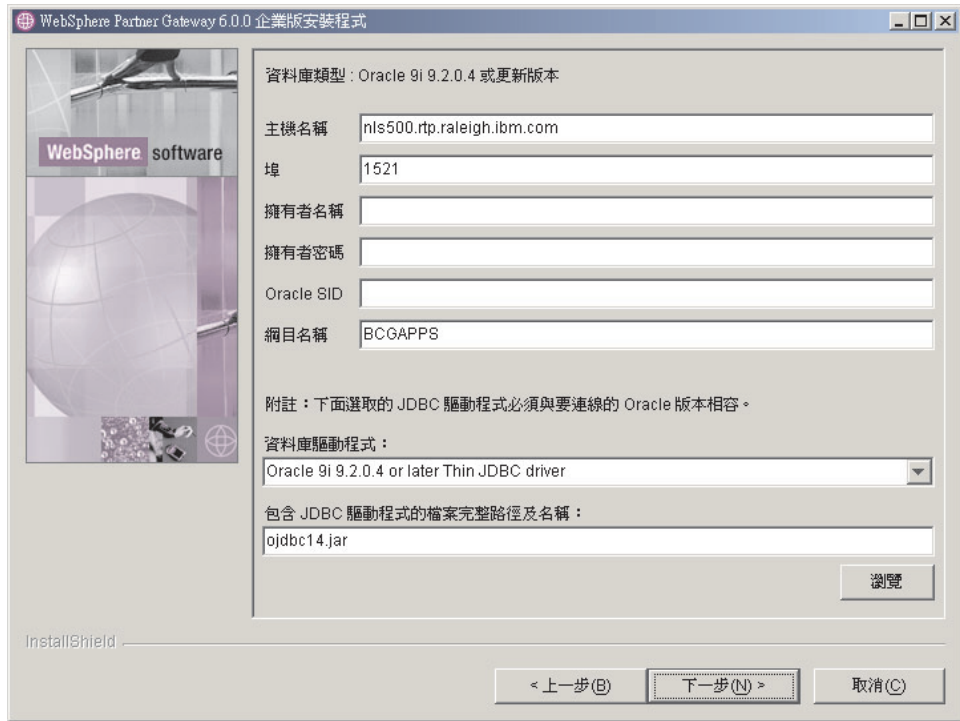 WebSphere Partner Gateway 6.0.0 企業版安裝程式
WebSphere software
資料庫類型 : Oracle 9i 9.2.0.4 或更新版本
主機名稱 nls500.rtp.raleigh.ibm.com
埠 1521
擁有者名稱
擁有者密碼
Oracle SID
綱目名稱 BCGAPPS
附註：下面選取的 JDBC 驅動程式必須與要連線的 Oracle 版本相容。
資料庫驅動程式：
Oracle 9i 9.2.0.4 or later Thin JDBC driver
包含 JDBC 驅動程式的檔案完整路徑及名稱：
ojdbc14.jar
瀏覽
InstallShield
< 上一步(B) 下一步(N) > 取消(C)